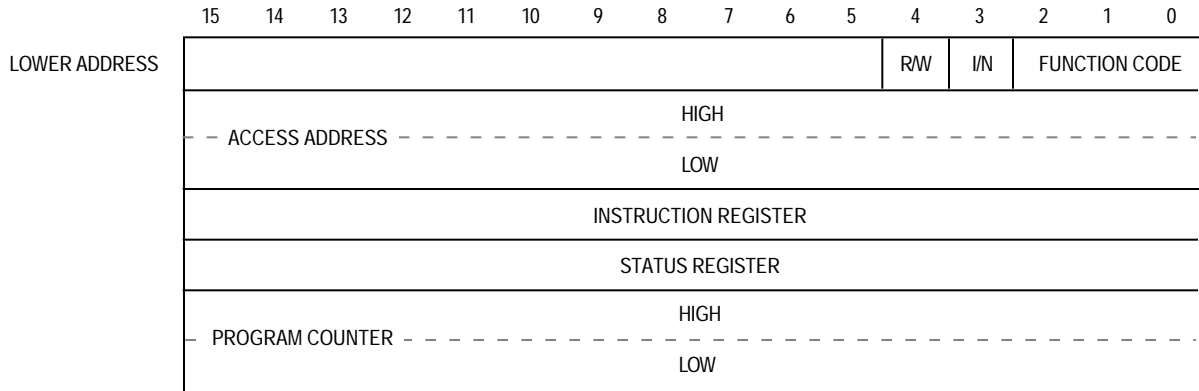 15 14 13 12 11 10 9 8 7 6 5 4 3 2 1 0
LOWER ADDRESS R/W I/N FUNCTION CODE
HIGH
ACCESS ADDRESS
LOW
INSTRUCTION REGISTER
STATUS REGISTER
HIGH
PROGRAM COUNTER
LOW